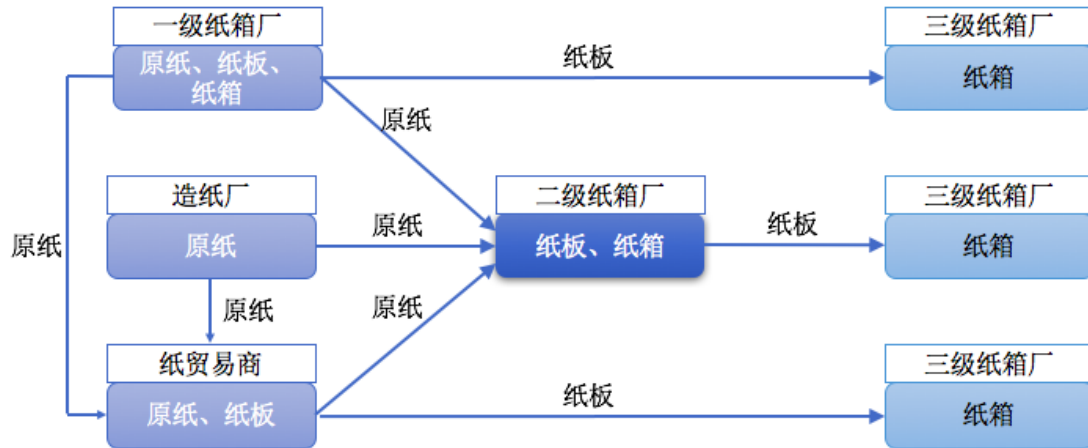 一级纸箱厂
三级纸箱厂
原纸、纸板、
纸箱
纸板
纸箱
原纸
造纸厂
二级纸箱厂
三级纸箱厂
原纸
原纸
原纸
纸板、纸箱
纸板
纸箱
原纸
原纸
纸贸易商
三级纸箱厂
原纸、纸板
纸板
纸箱